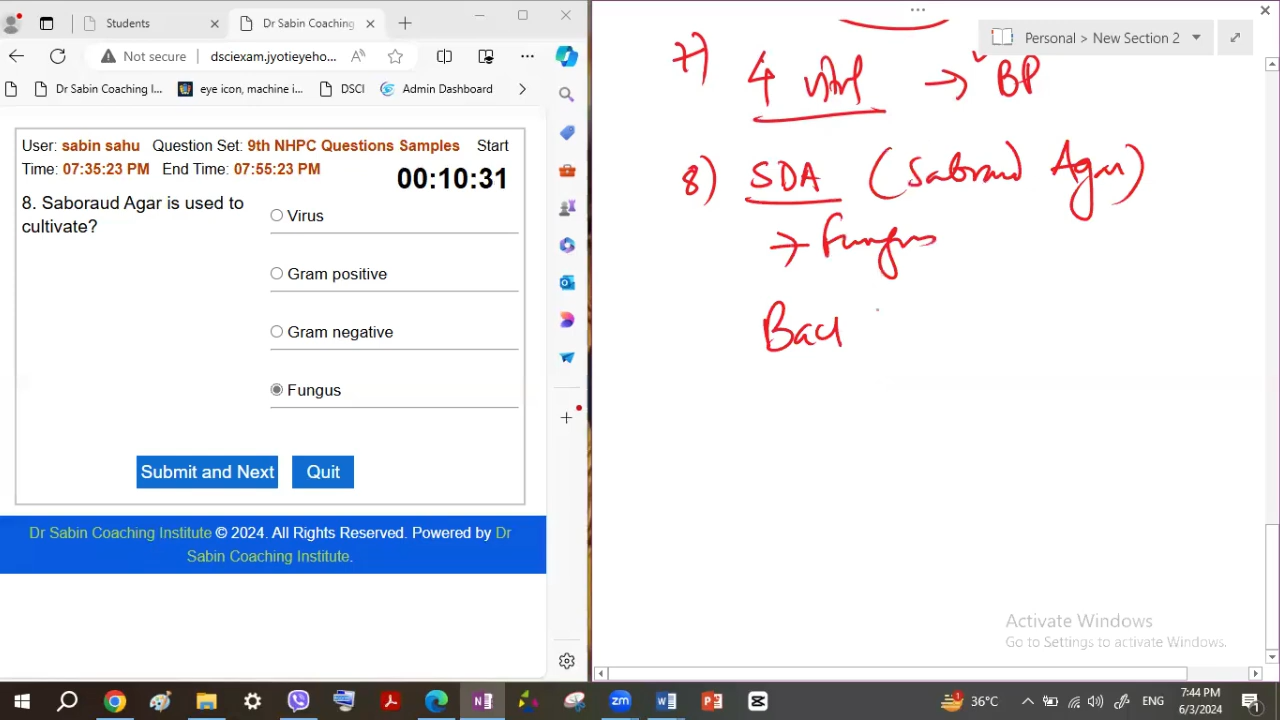 Students
Dr Sabin Coaching
Not secure
dsciexam.jyotieyeho...
Personal > New Section 2
Dr Sabin Coaching I...
eye icon, machine i...
DSCI
Admin Dashboard
User: sabin sahu Question Set: 9th NHPC Questions Samples Start
Time: 07:35:23 PM End Time: 07:55:23 PM
00:10:31
8. Saboraud Agar is used to
cultivate?
Virus
Gram positive
Gram negative
Fungus
Submit and Next
Quit
Dr Sabin Coaching Institute © 2024. All Rights Reserved. Powered by Dr
Sabin Coaching Institute.
7) 4 vital → BP
8) SDA (Sabraud Agar)
→ Fungus
Bact
Activate Windows
Go to Settings to activate Windows.
36°C
ENG
7:44 PM
6/3/2024